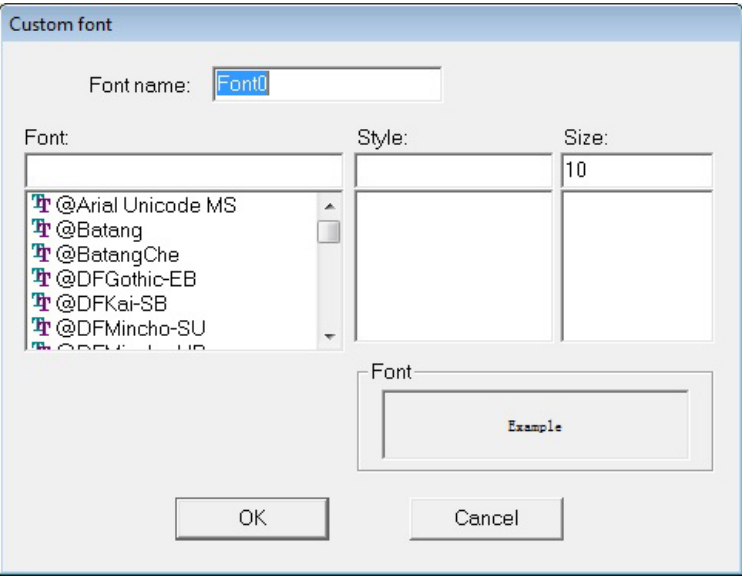 Custom font
Font name: Font0
Font: Style: Size:
10
@Arial Unicode MS
@Batang
@BatangChe
@DFGothic-EB
@DFKai-SB
@DFMincho-SU
Font
Example
OK Cancel